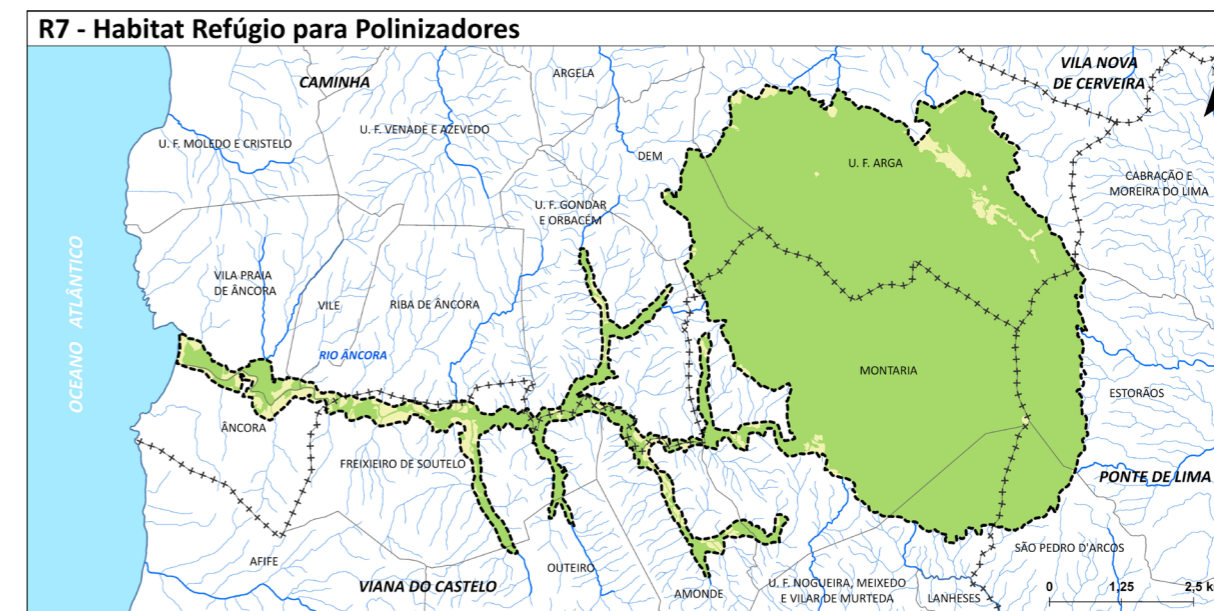 R7 - Habitat Refúgio para Polinizadores
CAMINHA
ARGELA
VILA NOVA
DE CERVEIRA
U. F. MOLEDO E CRISTELO
U. F. VENADE E AZEVEDO
DEM
U. F. ARGA
CABRAÇÃO E
MOREIRA DO LIMA
U. F. GONDAR
E ORBACÉM
OCEANO ATLÂNTICO
VILA PRAIA
DE ÂNCORA
VILE
RIBA DE ÂNCORA
RIO ÂNCORA
MONTARIA
ESTORÃOS
ÂNCORA
FREIXIEIRO DE SOUTELO
PONTE DE LIMA
AFIFE
VIANA DO CASTELO
OUTEIRO
AMONDE
U. F. NOGUEIRA, MEIXEDO
E VILAR DE MURTEDA
LANHESES
SÃO PEDRO D'ARCOS
0 1,25 2,5 k